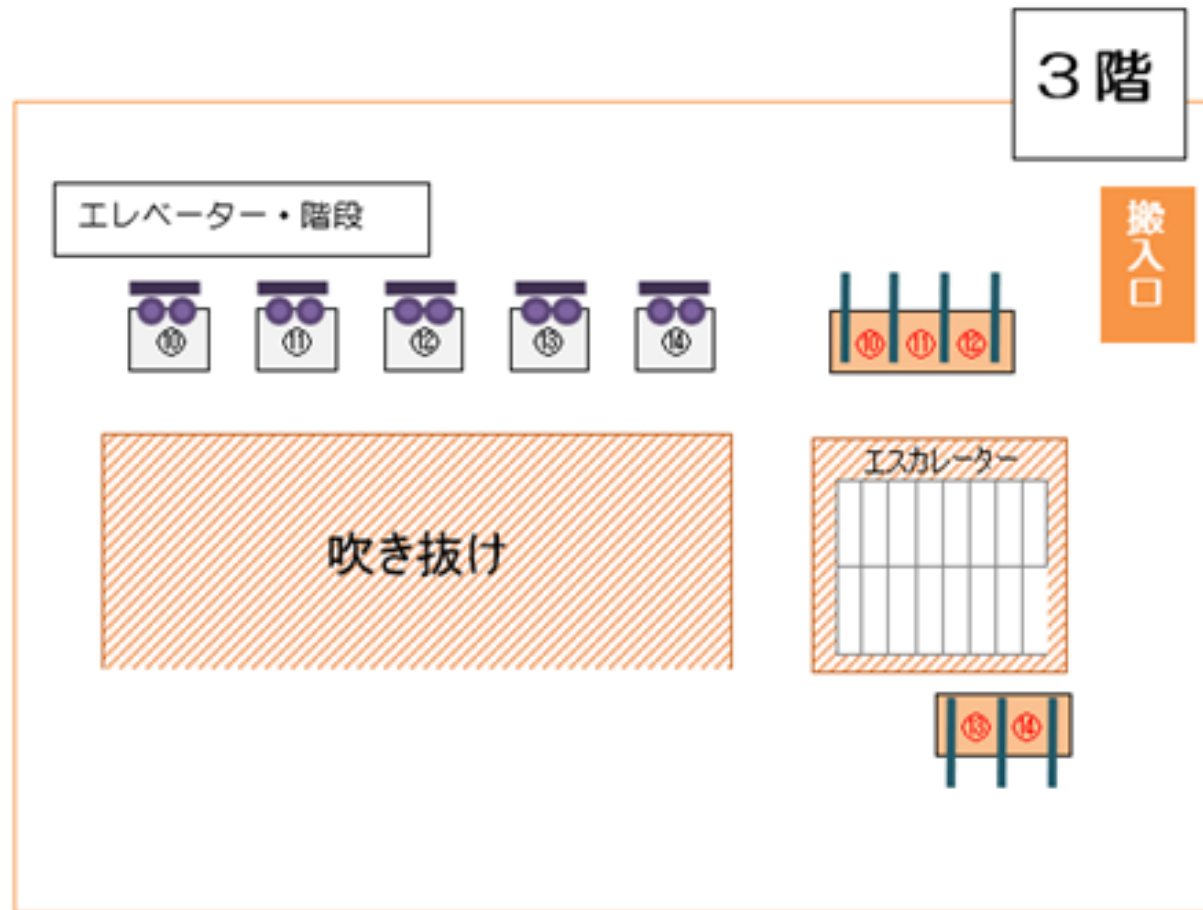 3階
エレベーター・階段
搬入口
⑩ ⑪ ⑫ ⑬ ⑭
⑩ ⑪ ⑫
エスカレーター
吹き抜け
⑬ ⑭